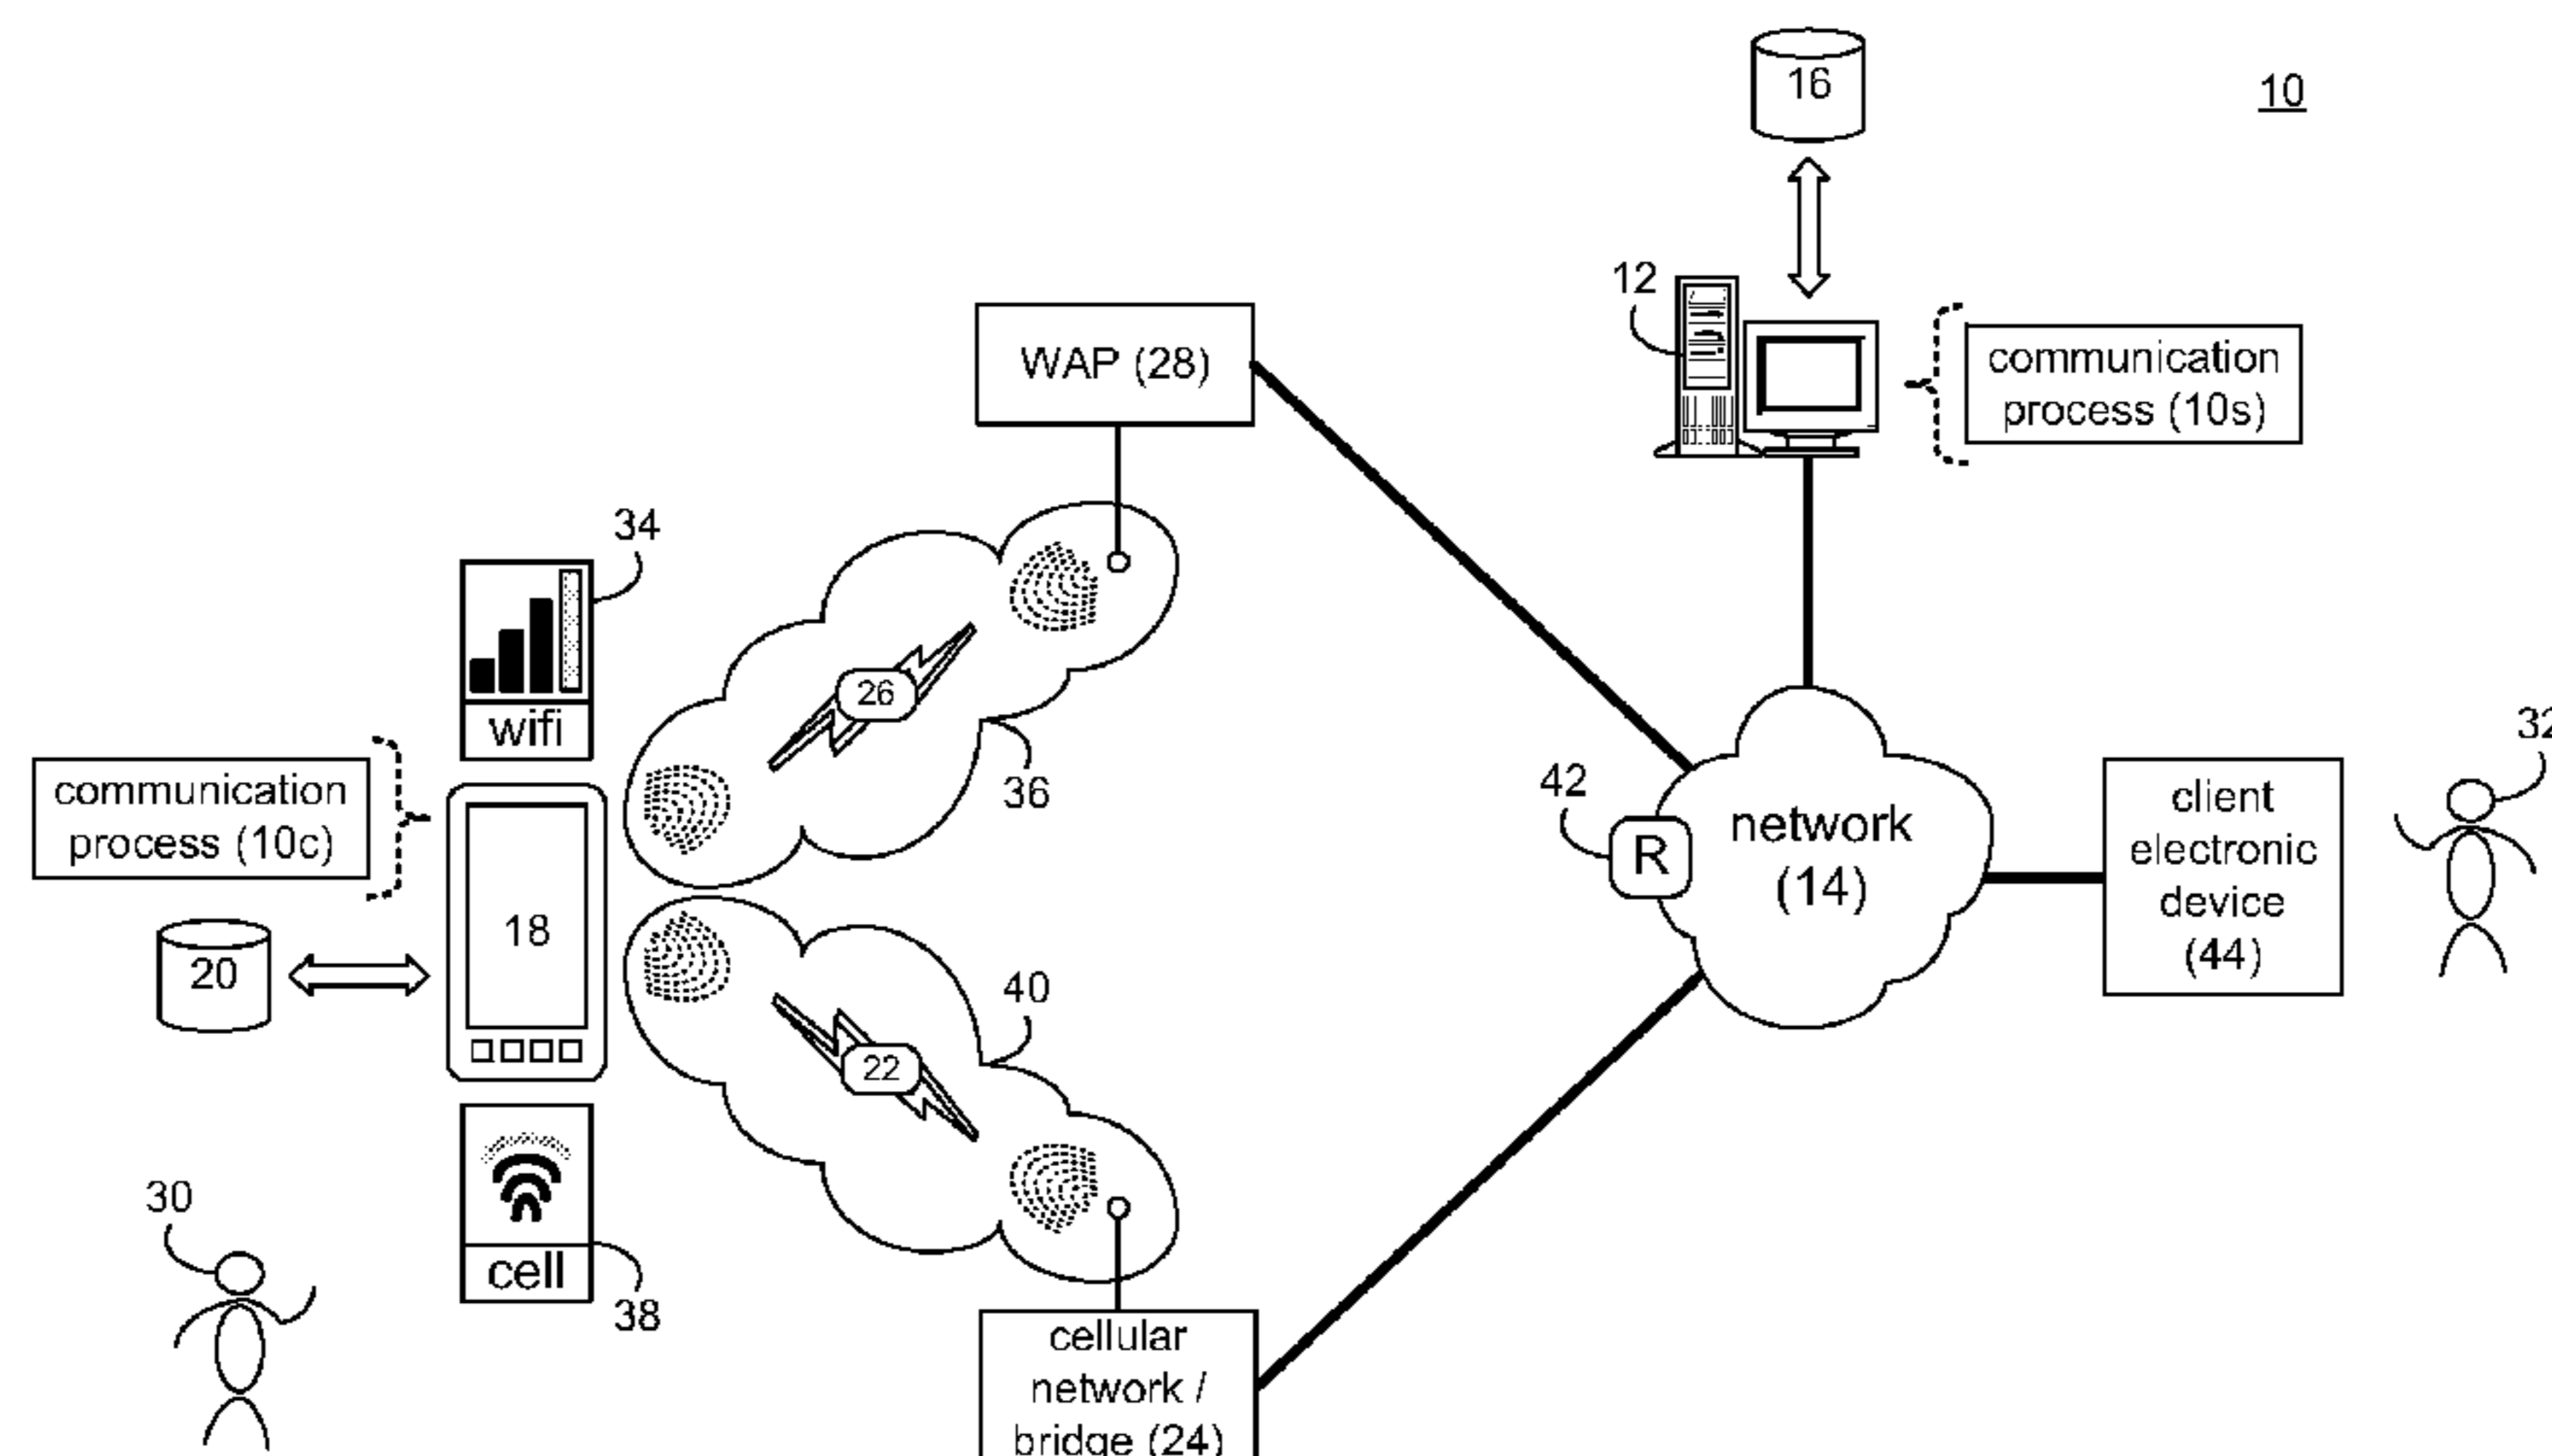 16
10
12
communication
process (10s)
WAP (28)
34
wifi
26
36
communication
process (10c)
18
20
42
R
network
(14)
client
electronic
device
(44)
32
40
22
30
cell
38
cellular
network /
bridge (24)